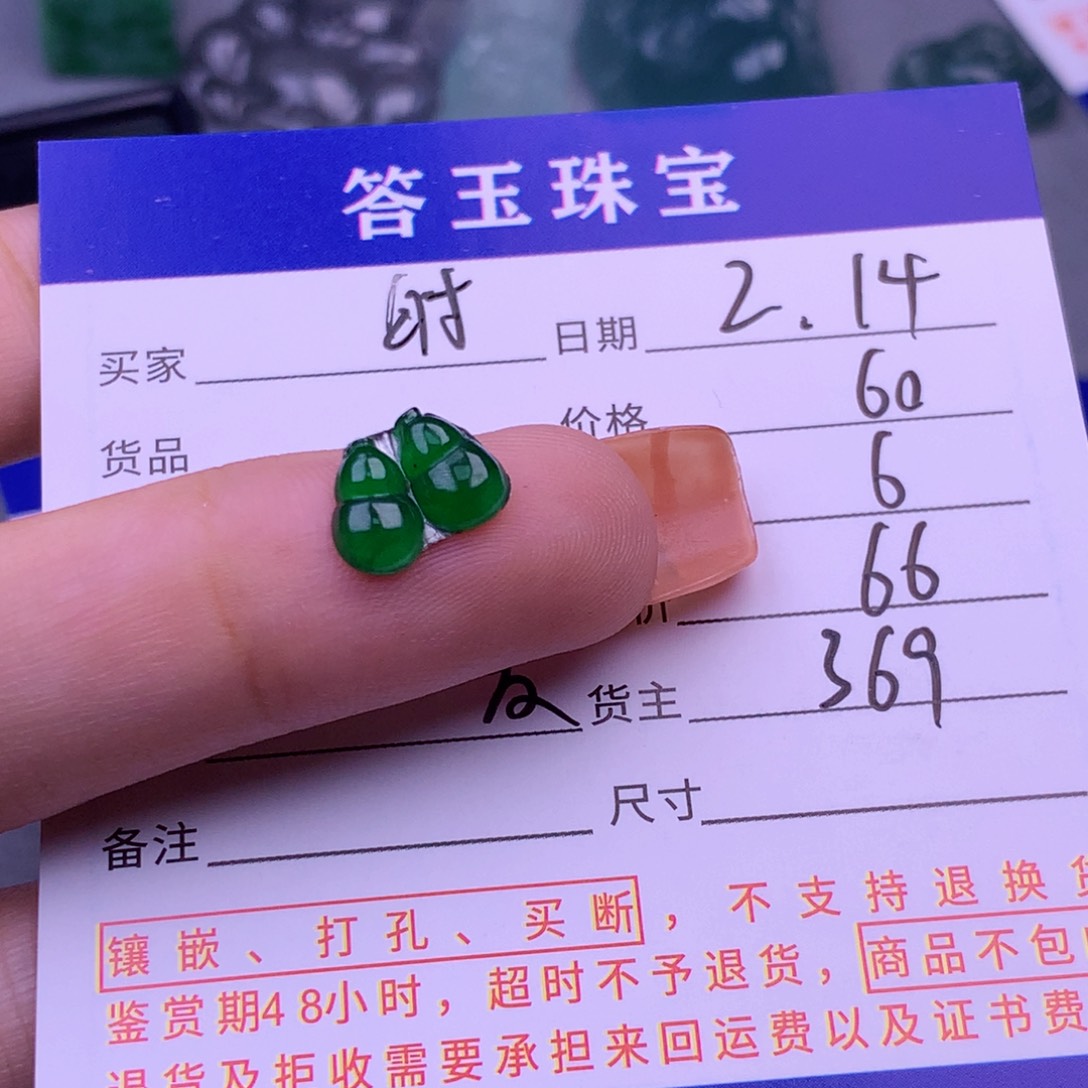 答玉珠宝
买家 日期 2.14
货品 价格 60
6
66
货主 369
备注 尺寸
镶嵌、打孔、买断，不支持退换
鉴赏期48小时，超时不予退货，商品不包
退货及拒收需要承担来回运费以及证书费